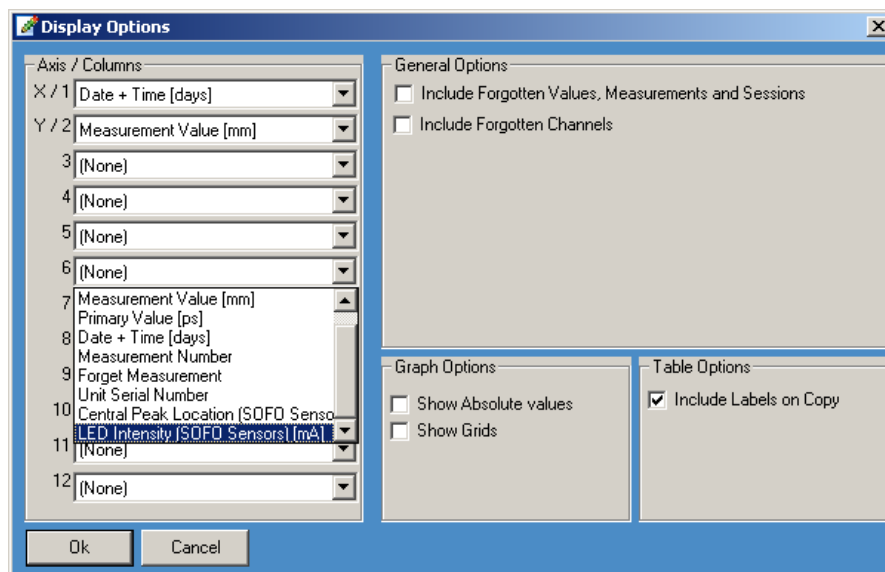 Display Options
Axis / Columns
X / 1 Date + Time [days]
Y / 2 Measurement Value [mm]
3 (None)
4 (None)
5 (None)
6 (None)
7 Measurement Value [mm]
Primary Value [ps]
8 Date + Time [days]
Measurement Number
9 Forget Measurement
Unit Serial Number
10 Central Peak Location (SOFO Senso
LED Intensity (SOFO Sensors) [mA]
11 (None)
12 (None)
General Options
Include Forgotten Values, Measurements and Sessions
Include Forgotten Channels
Graph Options
Show Absolute values
Show Grids
Table Options
Include Labels on Copy
Ok Cancel